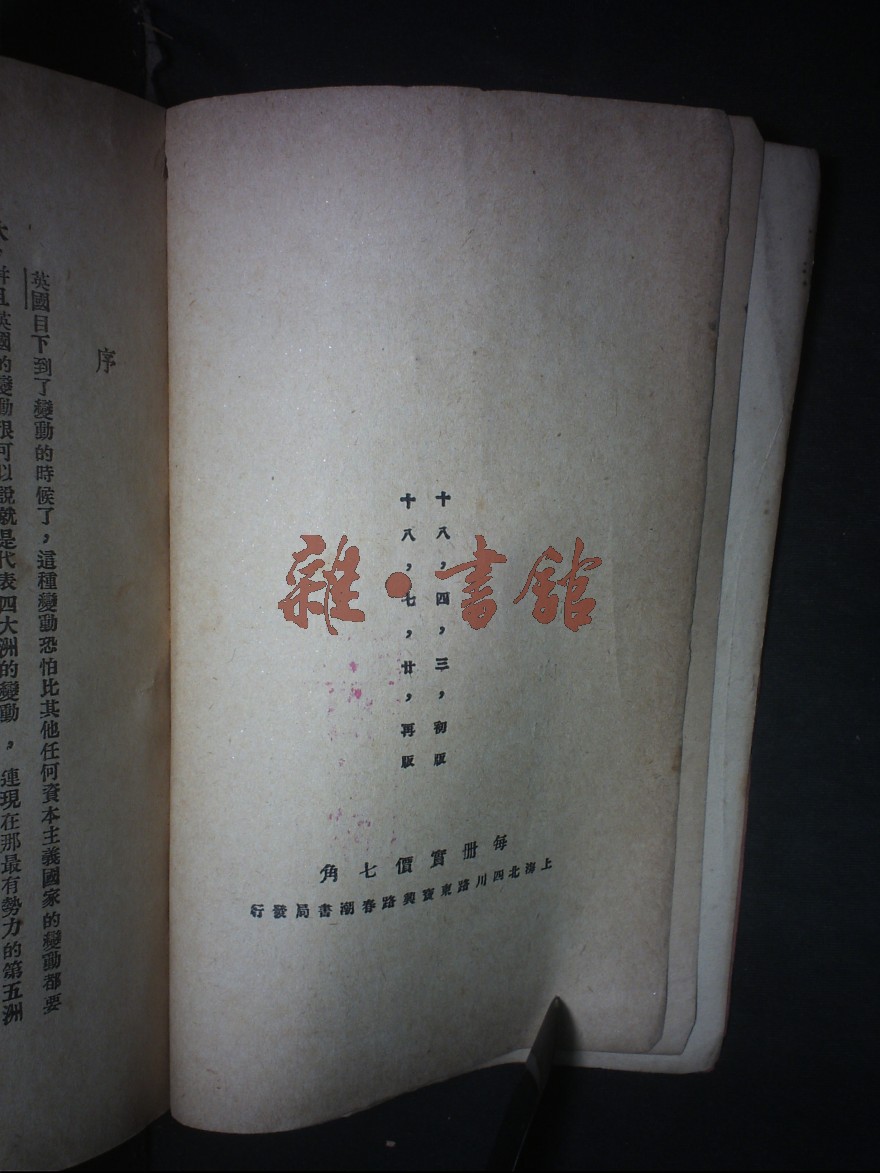 十八，四，三，初版
十八，七，廿，再版
每册實價七角
上海北四川路東寶興路春潮書局發行
雜·書館
序
英國目下到了變動的時候了，這種變動恐怕比其他任何資本主義國家的變動都要
大，併且英國的變動很可以說就是代表四大洲的變動。連現在那最有勢力的第五洲